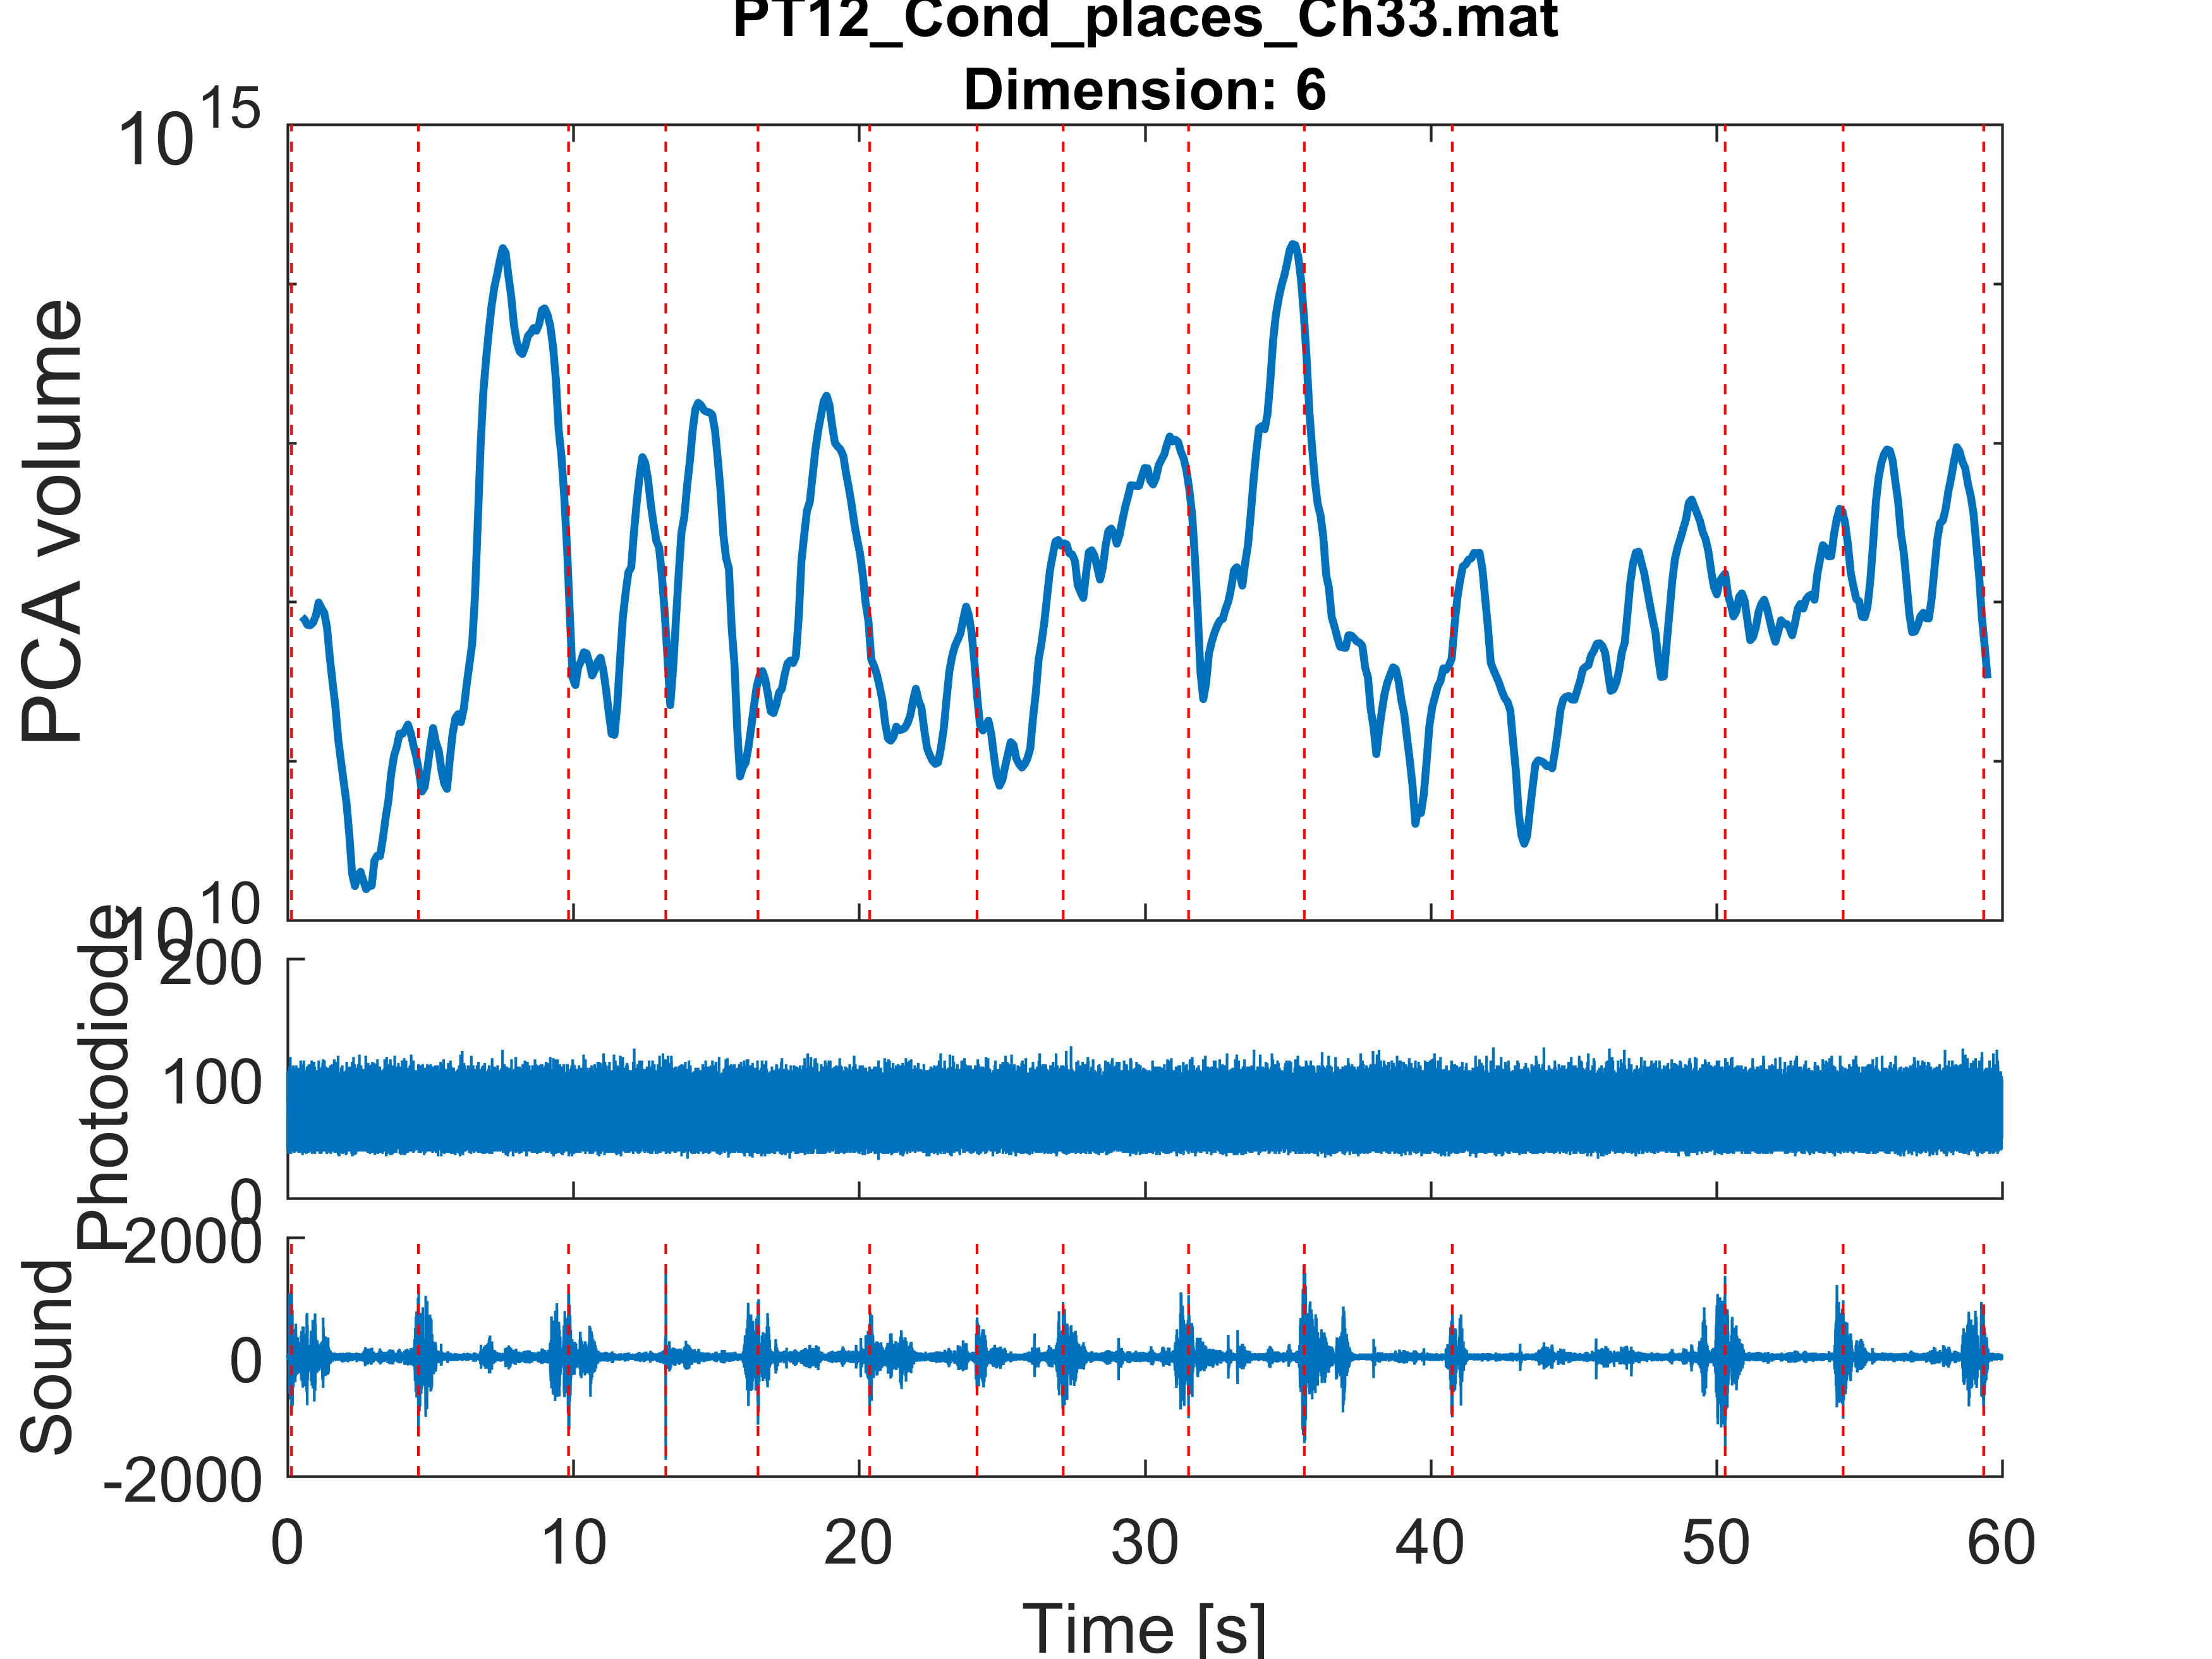 PT12_Cond_places_Ch33.mat
Dimension: 6
10^15
PCA volume
10^10
200
Photodiode
100
0
2000
Sound
0
-2000
0 10 20 30 40 50 60
Time [s]